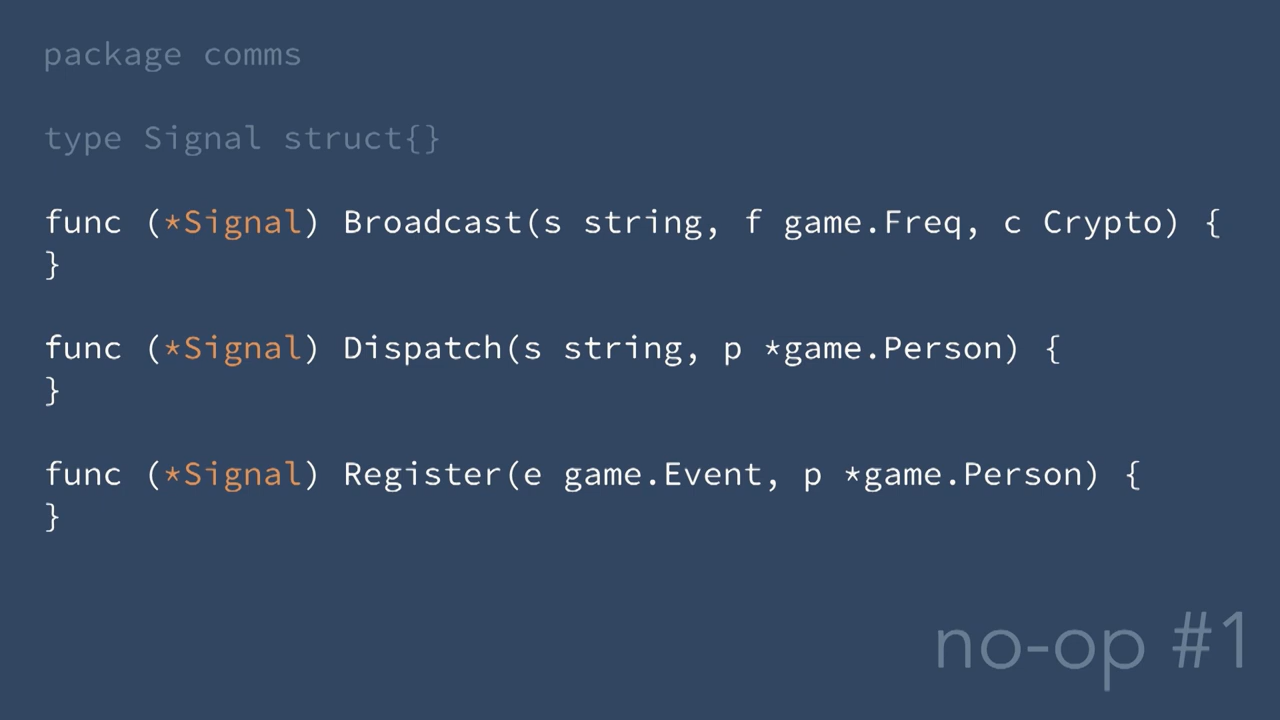 package comms
type Signal struct{}
func (*Signal) Broadcast(s string, f game.Freq, c Crypto) {
}
func (*Signal) Dispatch(s string, p *game.Person) {
}
func (*Signal) Register(e game.Event, p *game.Person) {
}
no-op #1